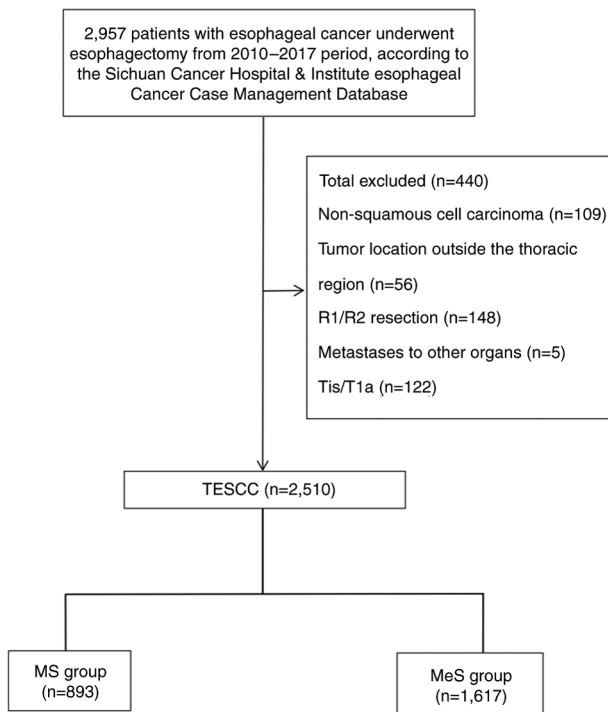 2,957 patients with esophageal cancer underwent
esophagectomy from 2010–2017 period, according to
the Sichuan Cancer Hospital & Institute esophageal
Cancer Case Management Database
Total excluded (n=440)
Non-squamous cell carcinoma (n=109)
Tumor location outside the thoracic
region (n=56)
R1/R2 resection (n=148)
Metastases to other organs (n=5)
Tis/T1a (n=122)
TESCC (n=2,510)
MS group
(n=893)
MeS group
(n=1,617)